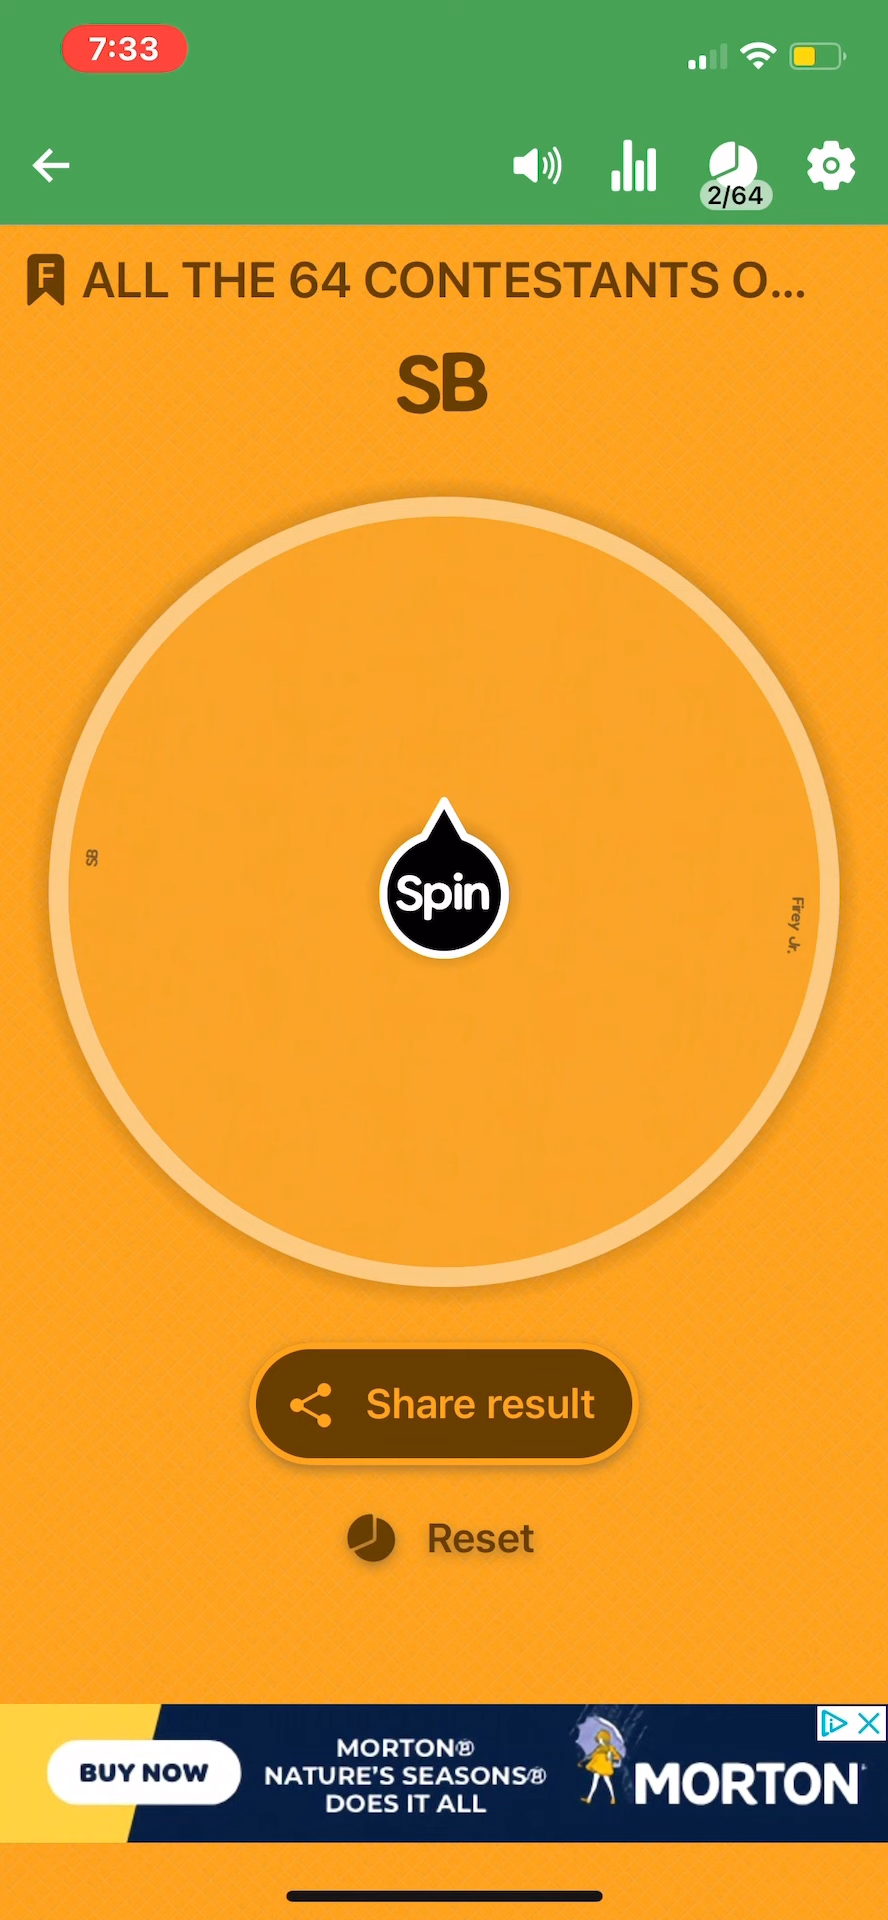 7:33
2/64
F ALL THE 64 CONTESTANTS O...
SB
SB
Spin
Firey Jr.
Share result
Reset
BUY NOW
MORTON®
NATURE'S SEASONS®
DOES IT ALL
MORTON